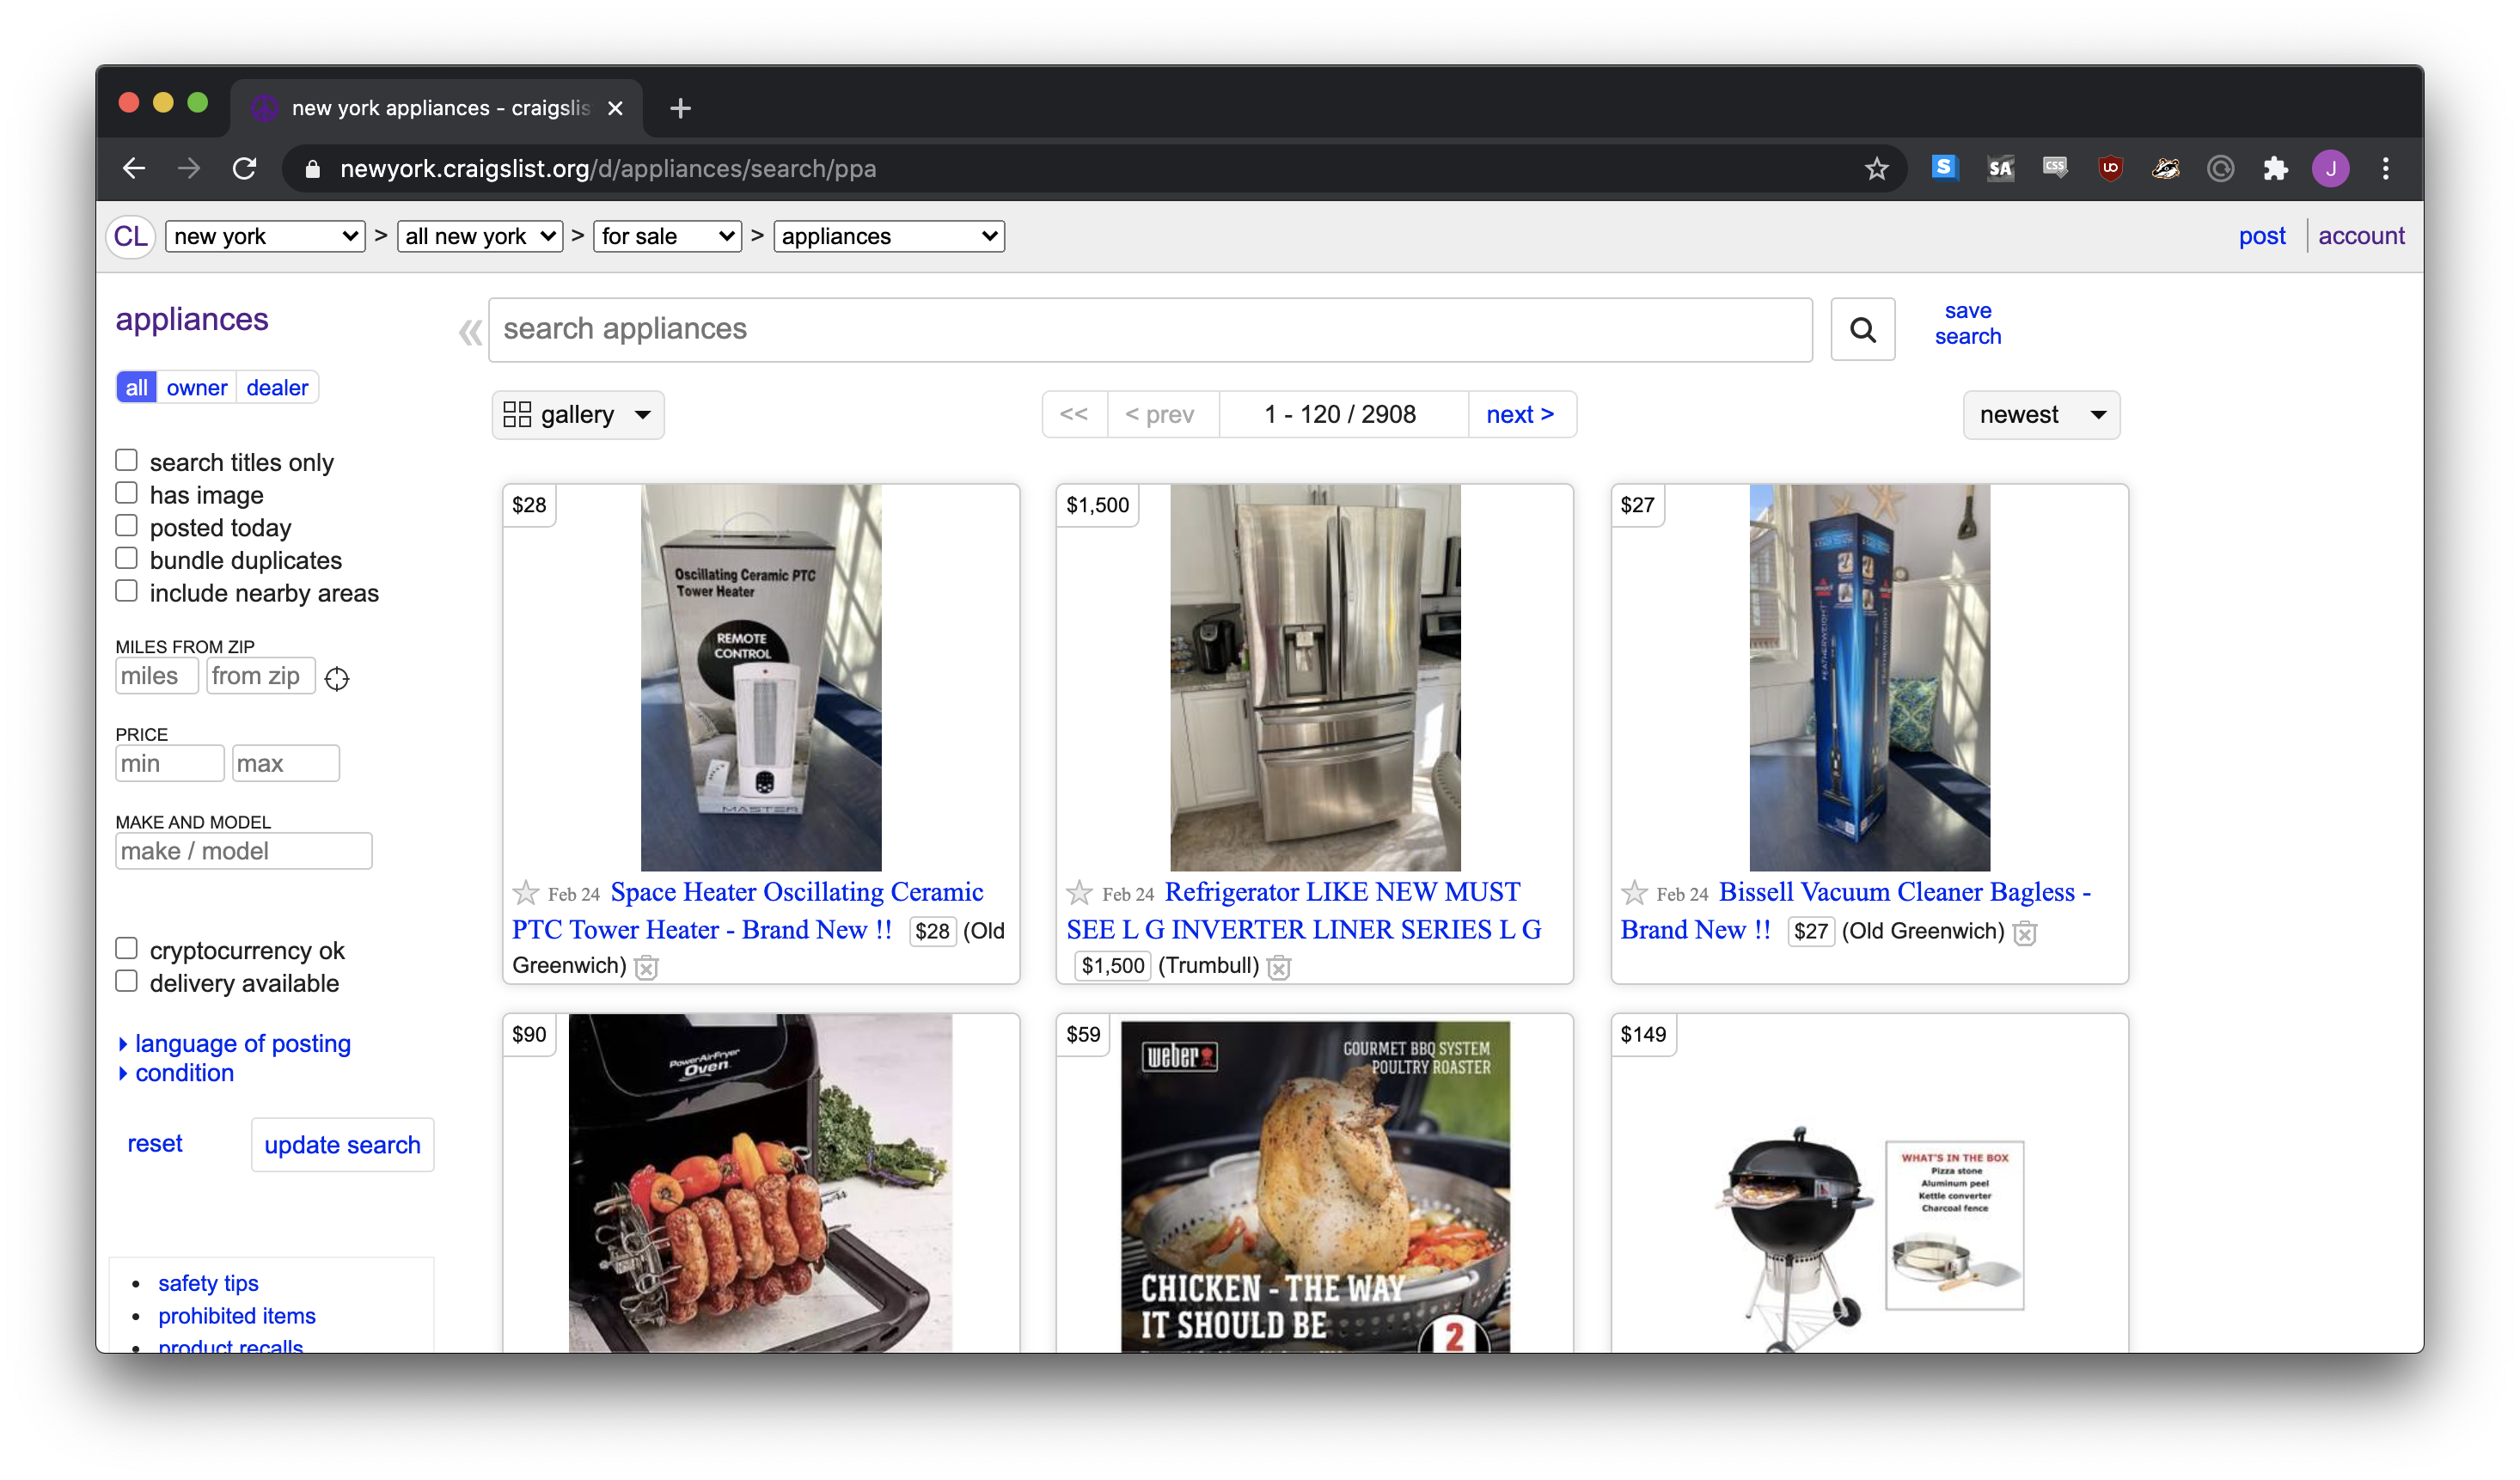 new york appliances - craigslis
newyork.craigslist.org/d/appliances/search/ppa
S SA CSS UD J
CL new york > all new york > for sale > appliances post account
appliances
all owner dealer
search titles only
has image
posted today
bundle duplicates
include nearby areas
MILES FROM ZIP
miles from zip
PRICE
min max
MAKE AND MODEL
make / model
cryptocurrency ok
delivery available
language of posting
condition
reset update search
safety tips
prohibited items
product recalls
« search appliances save
search
gallery << < prev 1 - 120 / 2908 next > newest
$28
Oscillating Ceramic PTC
Tower Heater
REMOTE
CONTROL
MASTER
Feb 24 Space Heater Oscillating Ceramic
PTC Tower Heater - Brand New !! $28 (Old
Greenwich)
$1,500
Feb 24 Refrigerator LIKE NEW MUST
SEE L G INVERTER LINER SERIES L G
$1,500 (Trumbull)
$27
FEATHERWEIGHT
Feb 24 Bissell Vacuum Cleaner Bagless -
Brand New !! $27 (Old Greenwich)
$90
PowerAirFryer
Oven
$59
weber
GOURMET BBQ SYSTEM
POULTRY ROASTER
CHICKEN - THE WAY
IT SHOULD BE
2
$149
WHAT'S IN THE BOX
Pizza stone
Aluminum peel
Kettle converter
Charcoal fence